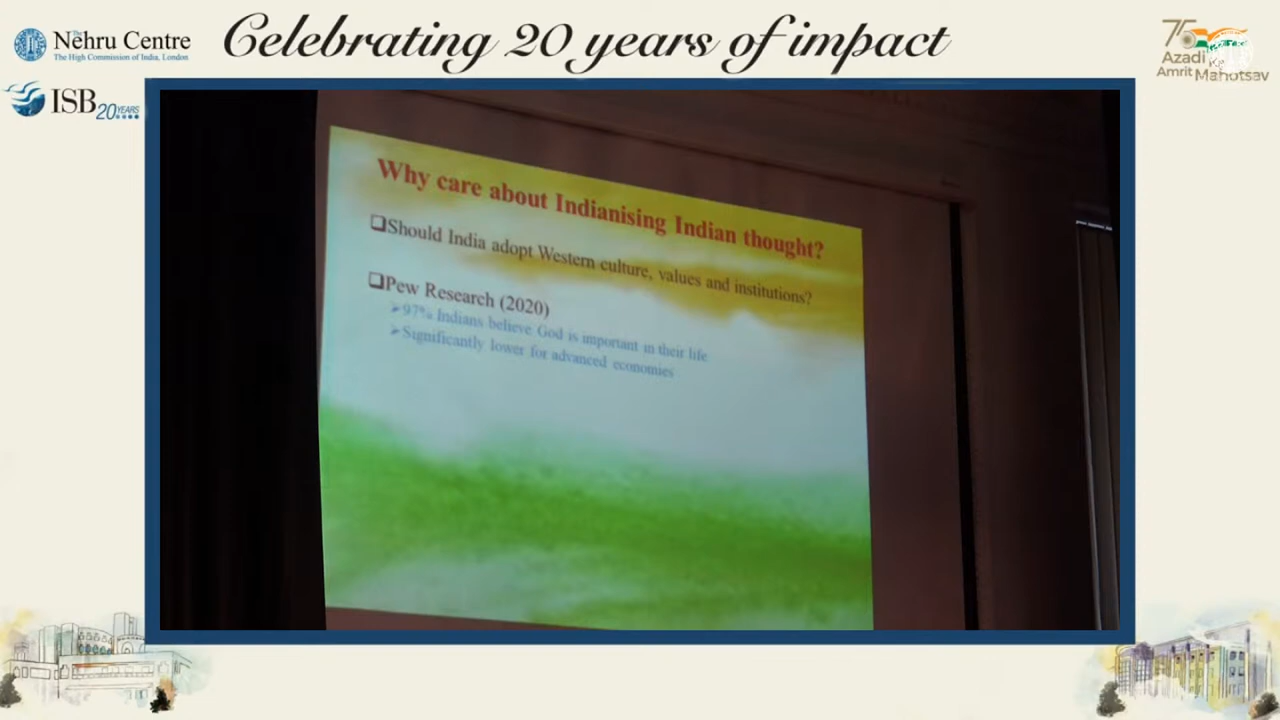 The
Nehru Centre
The High Commission of India, London
Celebrating 20 years of impact
75
Azadi Ka
Amrit Mahotsav
ISB 20 YEARS
Why care about Indianising Indian thought?
❑Should India adopt Western culture, values and institutions?
❑Pew Research (2020)
➢97% Indians believe God is important in their life
➢Significantly lower for advanced economies